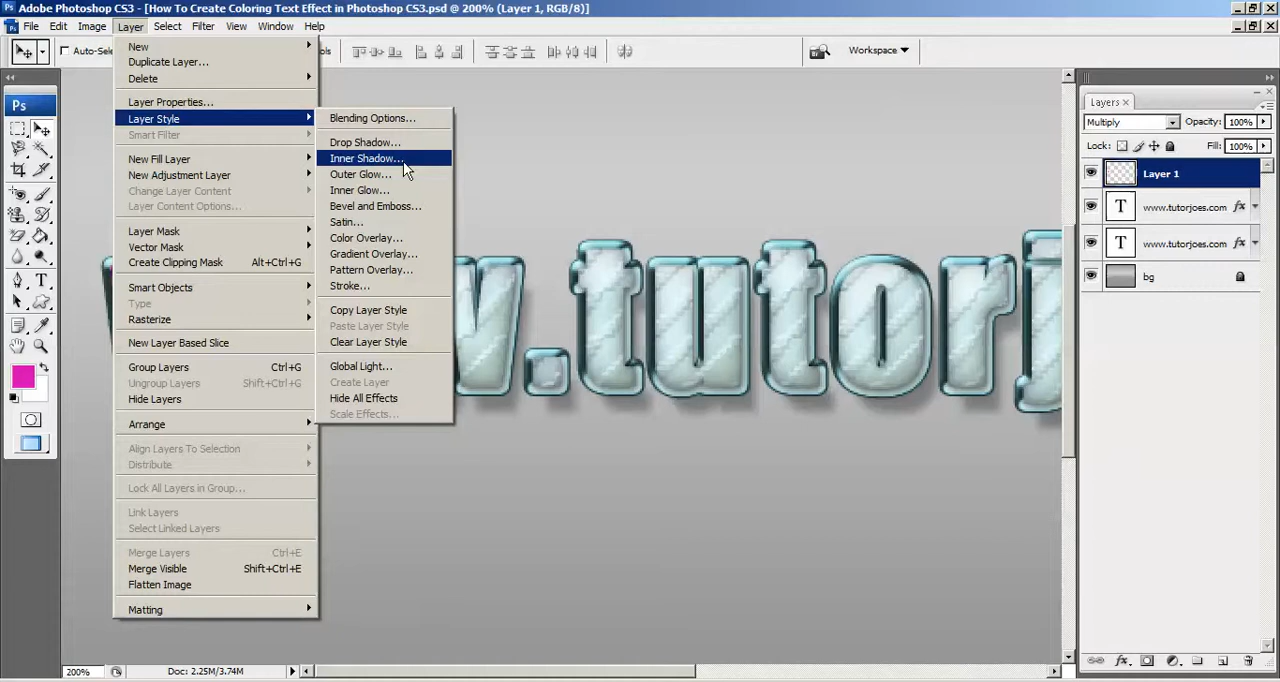 Adobe Photoshop CS3 - [How To Create Coloring Text Effect in Photoshop CS3.psd @ 200% (Layer 1, RGB/8)]
File Edit Image Layer Select Filter View Window Help
Auto-Sele
ols
Workspace
Ps
New
Duplicate Layer...
Delete
Layer Properties...
Layer Style
Smart Filter
New Fill Layer
New Adjustment Layer
Change Layer Content
Layer Content Options...
Layer Mask
Vector Mask
Create Clipping Mask Alt+Ctrl+G
Smart Objects
Type
Rasterize
New Layer Based Slice
Group Layers Ctrl+G
Ungroup Layers Shift+Ctrl+G
Hide Layers
Arrange
Align Layers To Selection
Distribute
Lock All Layers in Group...
Link Layers
Select Linked Layers
Merge Layers Ctrl+E
Merge Visible Shift+Ctrl+E
Flatten Image
Matting
Blending Options...
Drop Shadow...
Inner Shadow...
Outer Glow...
Inner Glow...
Bevel and Emboss...
Satin...
Color Overlay...
Gradient Overlay...
Pattern Overlay...
Stroke...
Copy Layer Style
Paste Layer Style
Clear Layer Style
Global Light...
Create Layer
Hide All Effects
Scale Effects...
w.tutorj
Layers x
Multiply Opacity: 100%
Lock: Fill: 100%
Layer 1
T www.tutorjoes.com fx
T www.tutorjoes.com fx
bg
200% Doc: 2.25M/3.74M